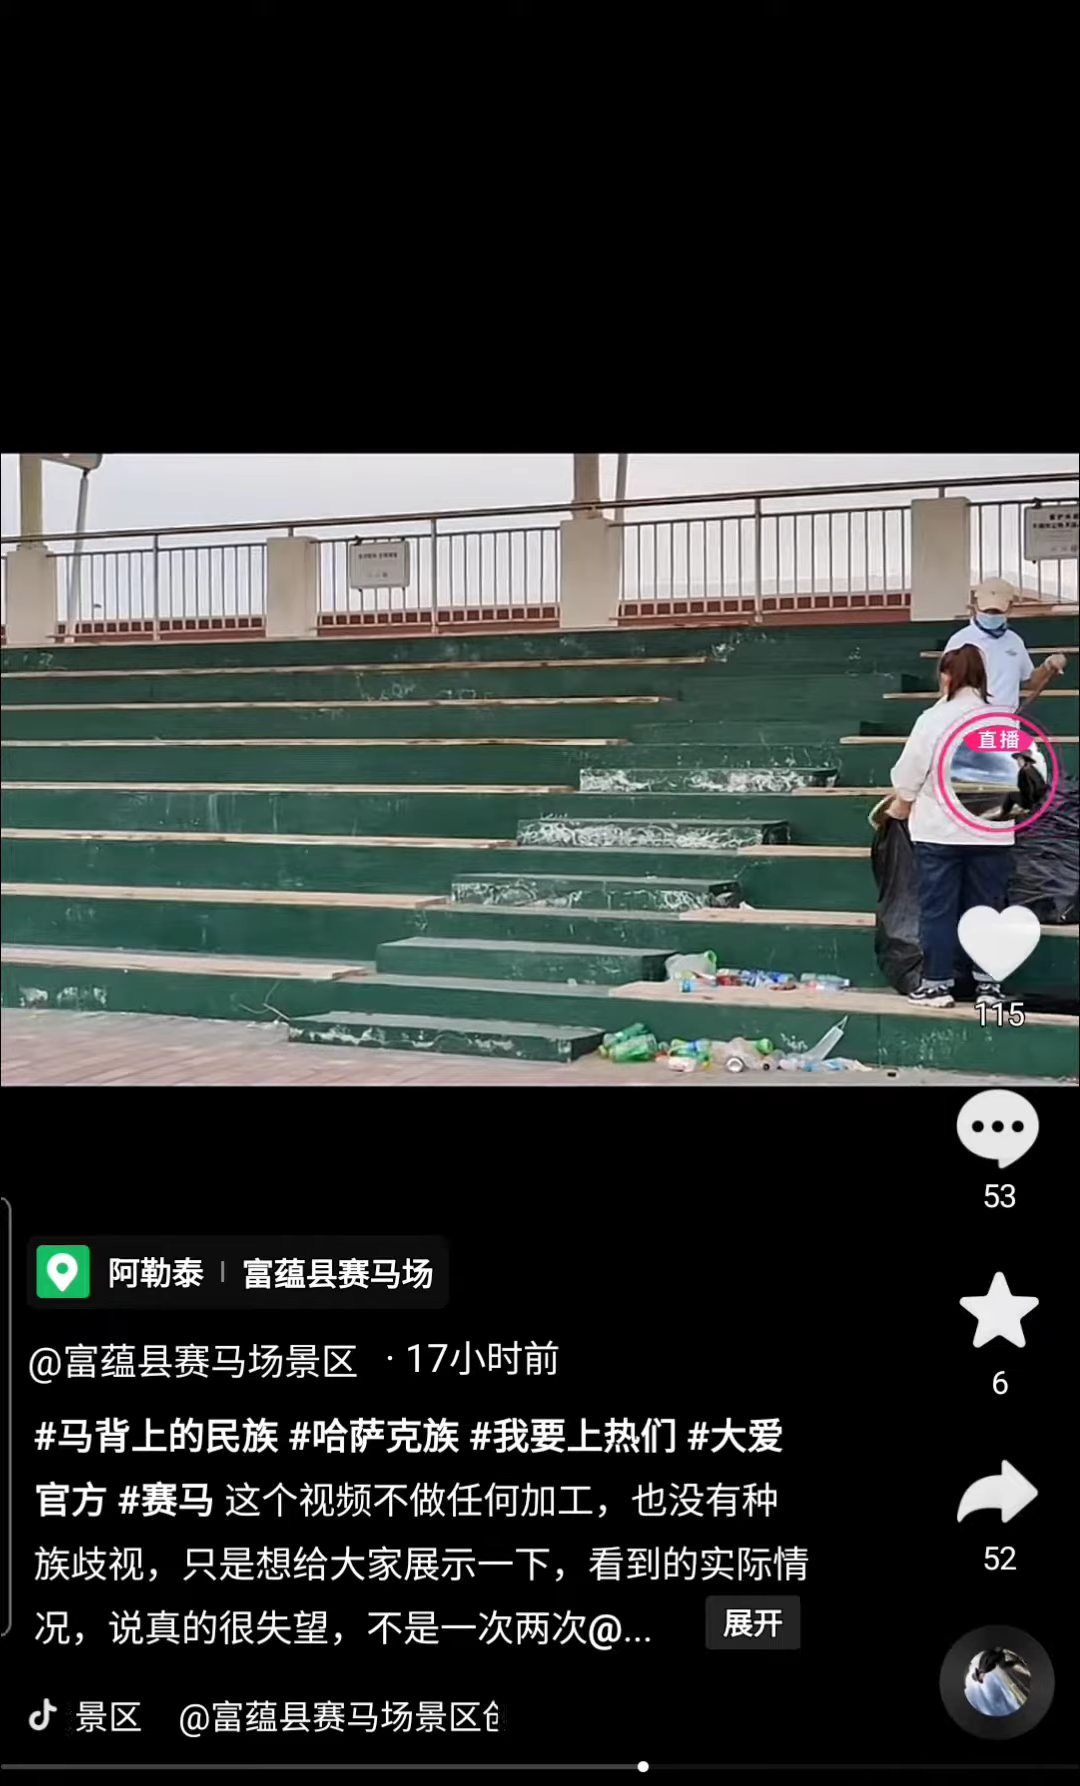 直播
115
53
阿勒泰 | 富蕴县赛马场
6
@富蕴县赛马场景区 · 17小时前
#马背上的民族 #哈萨克族 #我要上热们 #大爱
官方 #赛马 这个视频不做任何加工，也没有种
族歧视，只是想给大家展示一下，看到的实际情
况，说真的很失望，不是一次两次@... 展开
52
景区 @富蕴县赛马场景区